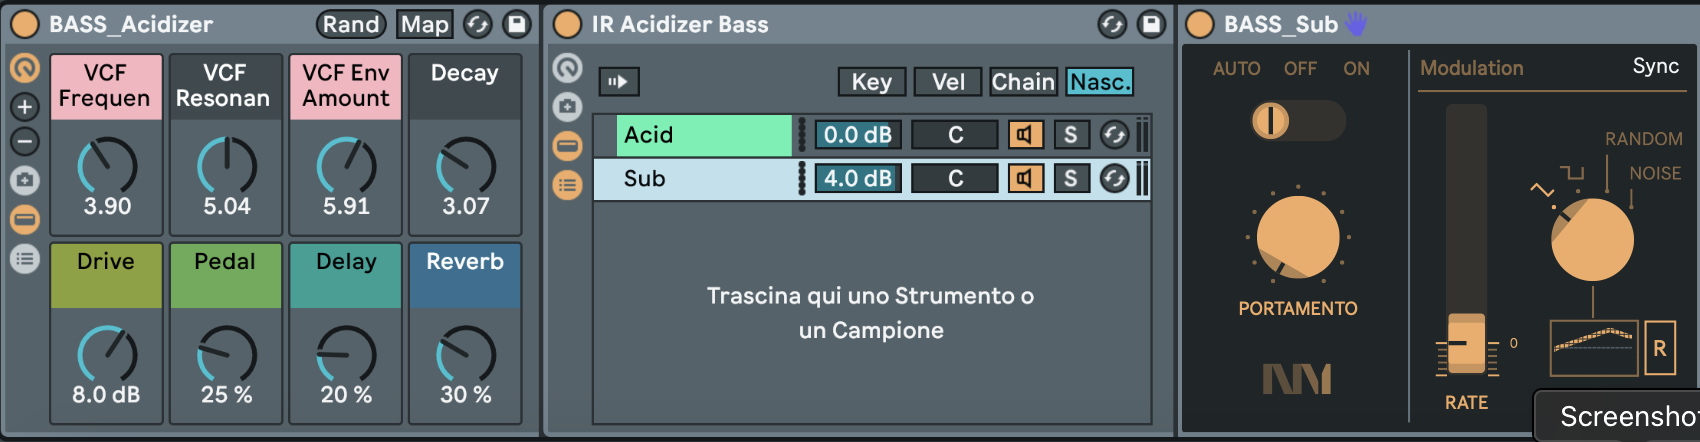 BASS_Acidizer Rand Map
VCF Frequen
VCF Resonan
VCF Env Amount
Decay
3.90 5.04 5.91 3.07
Drive Pedal Delay Reverb
8.0 dB 25 % 20 % 30 %
IR Acidizer Bass
Key Vel Chain Nasc.
Acid 0.0 dB C S
Sub 4.0 dB C S
Trascina qui uno Strumento o
un Campione
BASS_Sub
AUTO OFF ON
PORTAMENTO
Modulation Sync
RANDOM
NOISE
0
R
RATE
Screensho